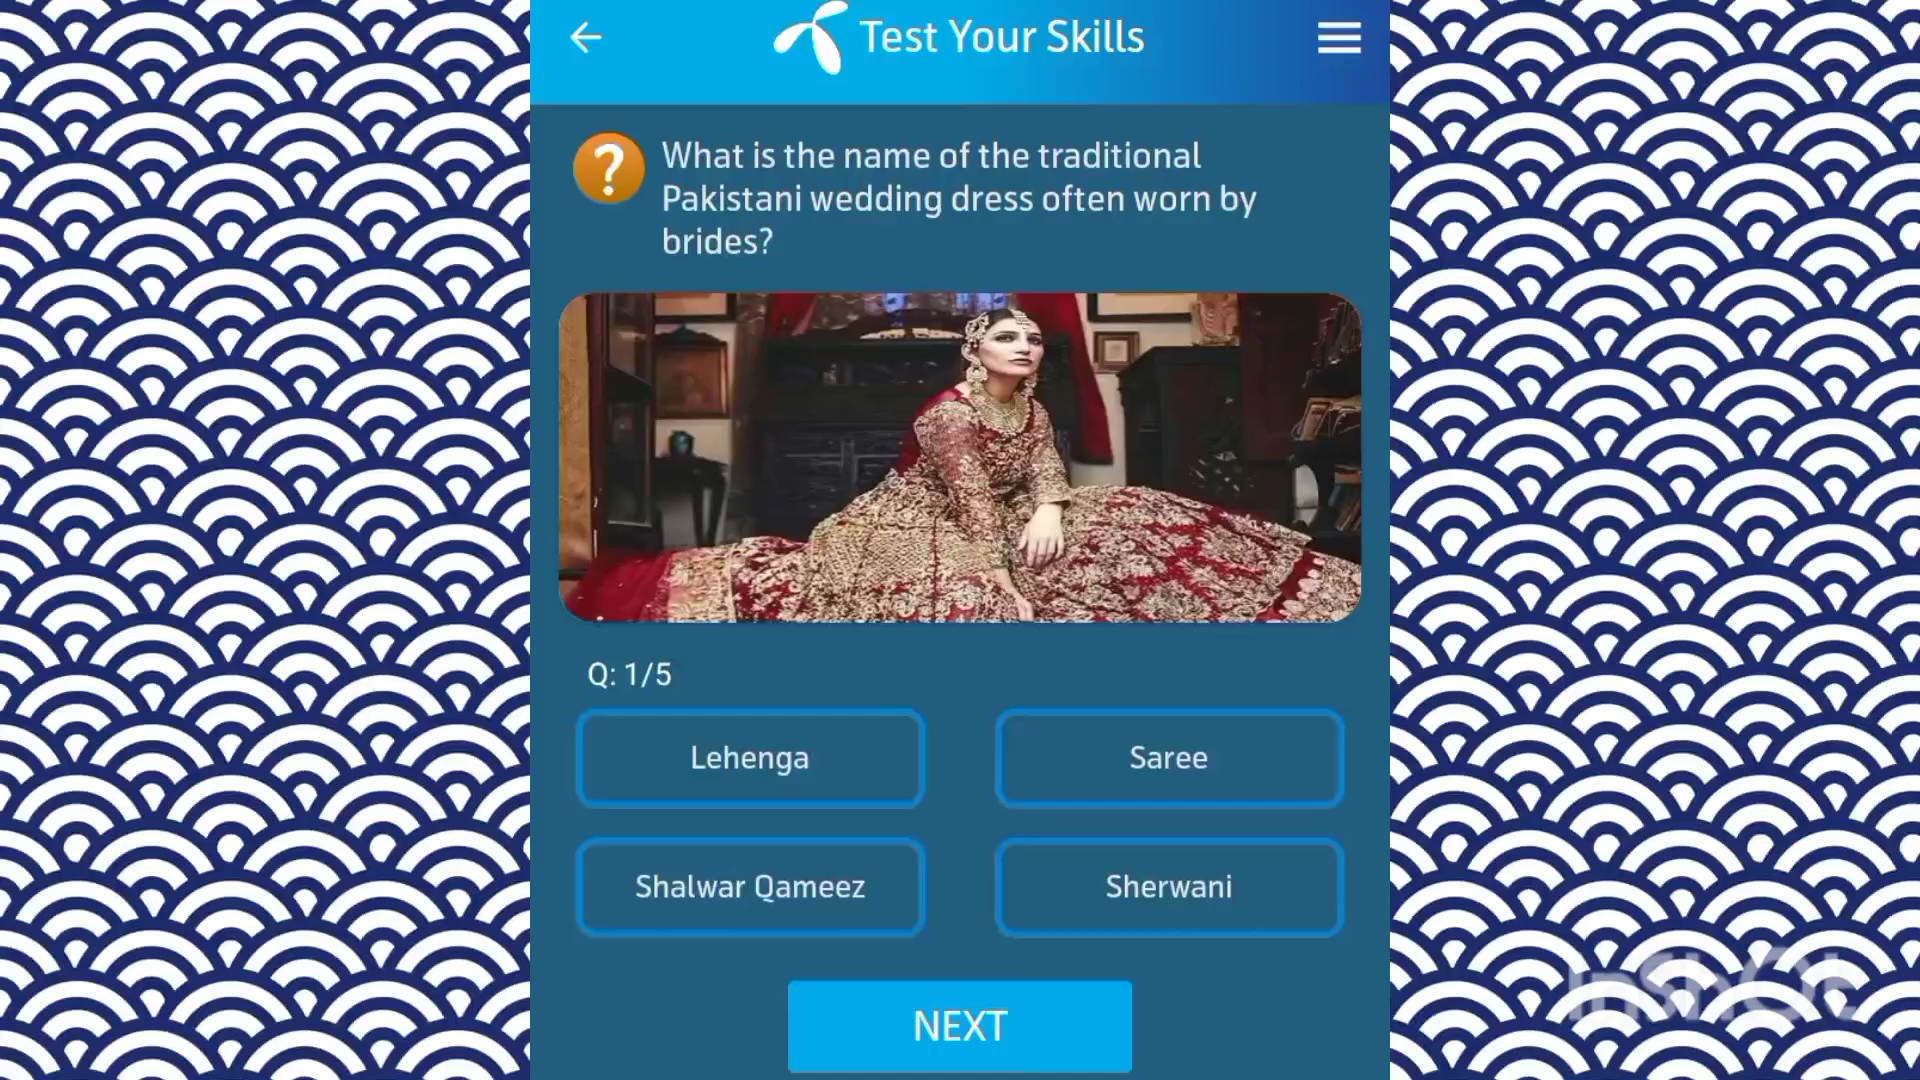 Test Your Skills
What is the name of the traditional
Pakistani wedding dress often worn by
brides?
Q: 1/5
Lehenga
Saree
Shalwar Qameez
Sherwani
NEXT
InShOt